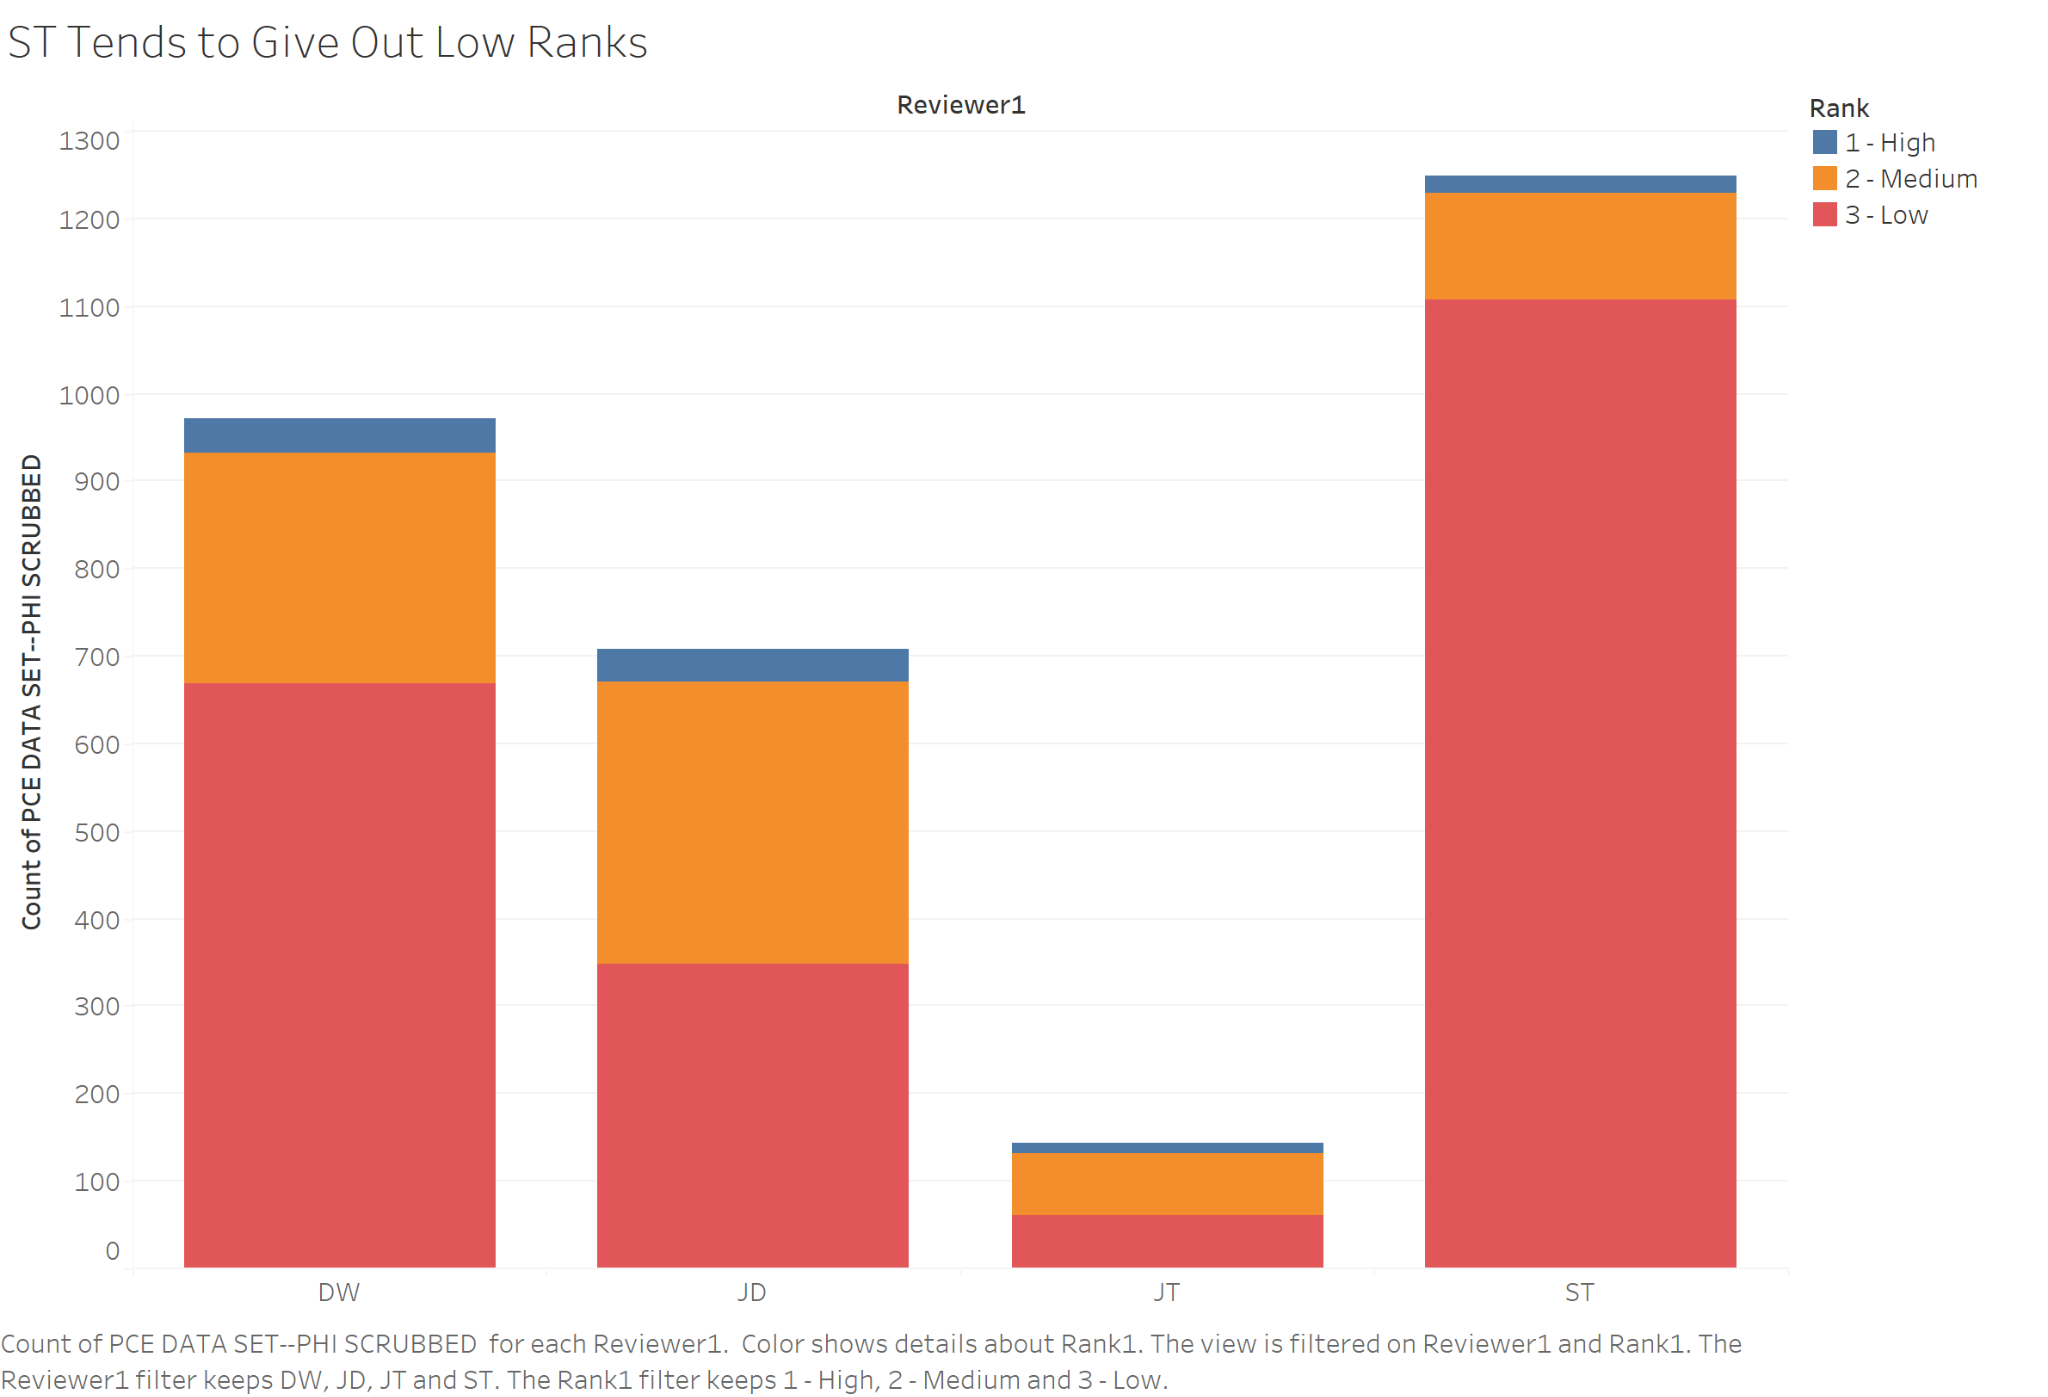 ST Tends to Give Out Low Ranks
Reviewer1
Rank
1 - High
2 - Medium
3 - Low
Count of PCE DATA SET--PHI SCRUBBED
1300
1200
1100
1000
900
800
700
600
500
400
300
200
100
0
DW
JD
JT
ST
Count of PCE DATA SET--PHI SCRUBBED  for each Reviewer1.  Color shows details about Rank1. The view is filtered on Reviewer1 and Rank1. The
Reviewer1 filter keeps DW, JD, JT and ST. The Rank1 filter keeps 1 - High, 2 - Medium and 3 - Low.